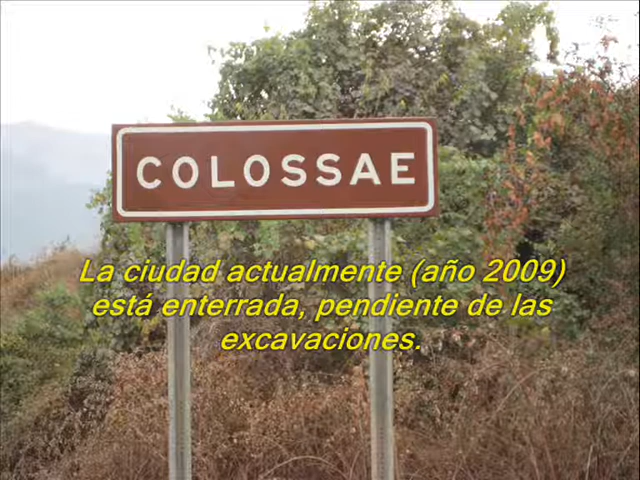 COLOSSAE
La ciudad actualmente (año 2009)
está enterrada, pendiente de las
excavaciones.